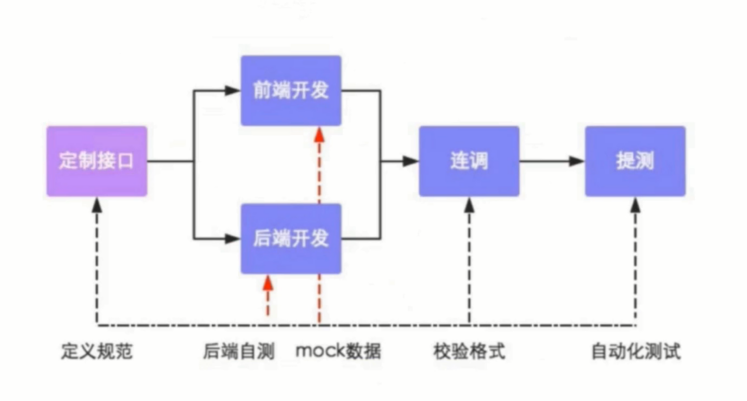 前端开发
定制接口
连调
提测
后端开发
定义规范
后端自测
mock数据
校验格式
自动化测试